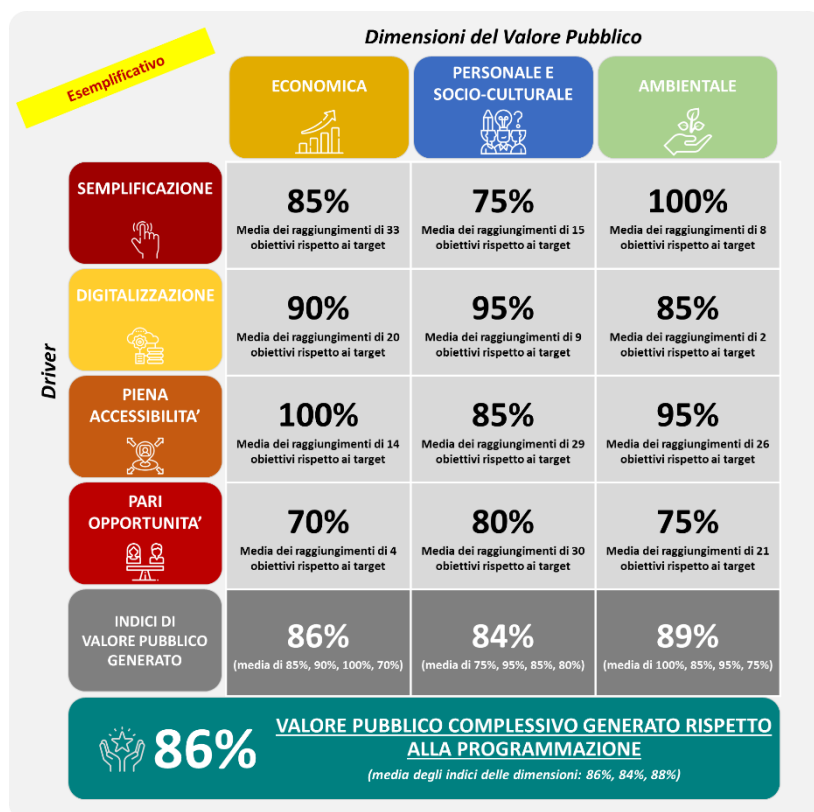 Dimensioni del Valore Pubblico
Esemplificativo
ECONOMICA
PERSONALE E
SOCIO-CULTURALE
AMBIENTALE
Driver
SEMPLIFICAZIONE
85%
Media dei raggiungimenti di 33
obiettivi rispetto ai target
75%
Media dei raggiungimenti di 15
obiettivi rispetto ai target
100%
Media dei raggiungimenti di 8
obiettivi rispetto ai target
DIGITALIZZAZIONE
90%
Media dei raggiungimenti di 20
obiettivi rispetto ai target
95%
Media dei raggiungimenti di 9
obiettivi rispetto ai target
85%
Media dei raggiungimenti di 2
obiettivi rispetto ai target
PIENA
ACCESSIBILITA’
100%
Media dei raggiungimenti di 14
obiettivi rispetto ai target
85%
Media dei raggiungimenti di 29
obiettivi rispetto ai target
95%
Media dei raggiungimenti di 26
obiettivi rispetto ai target
PARI
OPPORTUNITA’
70%
Media dei raggiungimenti di 4
obiettivi rispetto ai target
80%
Media dei raggiungimenti di 30
obiettivi rispetto ai target
75%
Media dei raggiungimenti di 21
obiettivi rispetto ai target
INDICI DI
VALORE PUBBLICO
GENERATO
86%
(media di 85%, 90%, 100%, 70%)
84%
(media di 75%, 95%, 85%, 80%)
89%
(media di 100%, 85%, 95%, 75%)
86%
VALORE PUBBLICO COMPLESSIVO GENERATO RISPETTO
ALLA PROGRAMMAZIONE
(media degli indici delle dimensioni: 86%, 84%, 88%)